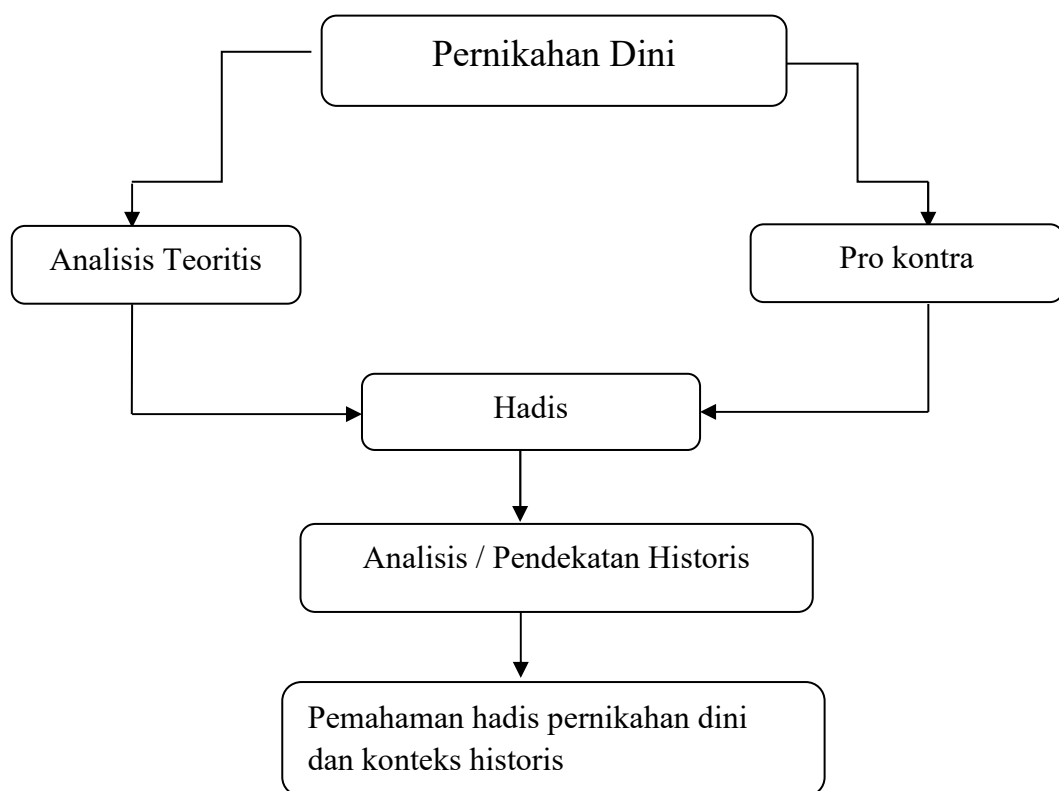 Pernikahan Dini
Analisis Teoritis
Pro kontra
Hadis
Analisis / Pendekatan Historis
Pemahaman hadis pernikahan dini
dan konteks historis